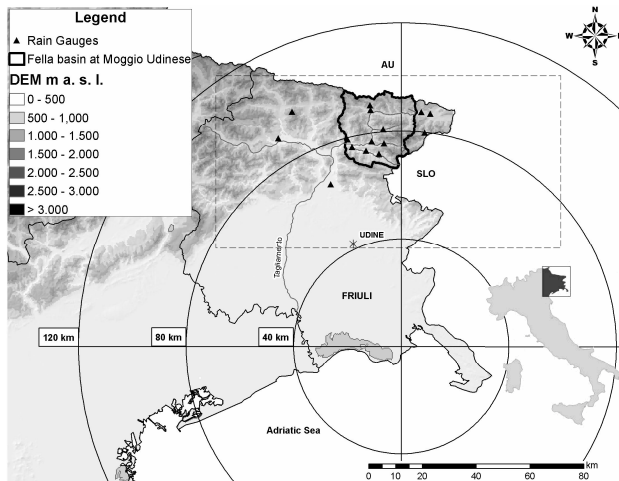 Legend
Rain Gauges
Fella basin at Moggio Udinese
DEM m a. s. l.
0 - 500
500 - 1,000
1.000 - 1.500
1.500 - 2.000
2.000 - 2.500
2.500 - 3.000
> 3.000
N
W E
S
AU
SLO
UDINE
Tagliamento
FRIULI
120 km
80 km
40 km
Adriatic Sea
km
0 10 20 40 60 80